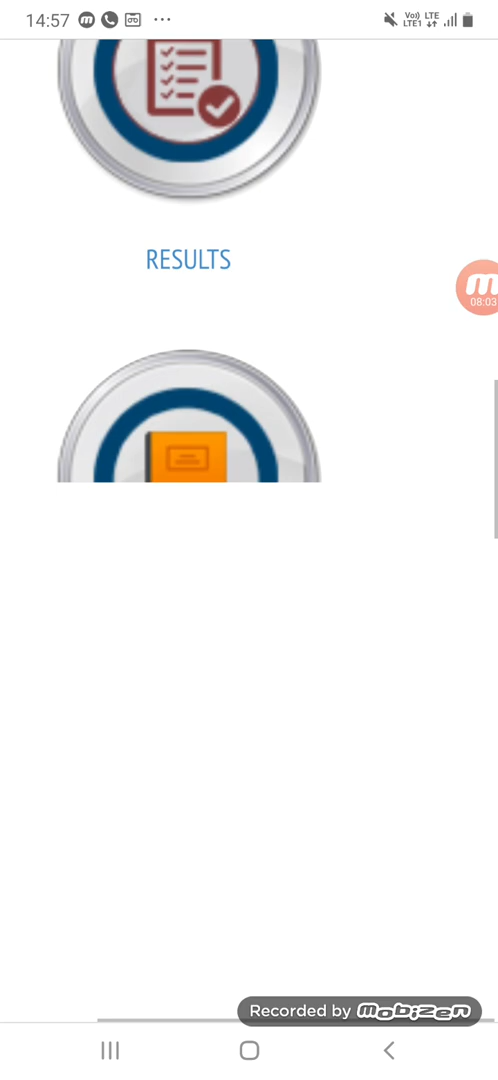 14:57
Vo)) LTE
LTE1
RESULTS
08:03
Recorded by mobizen